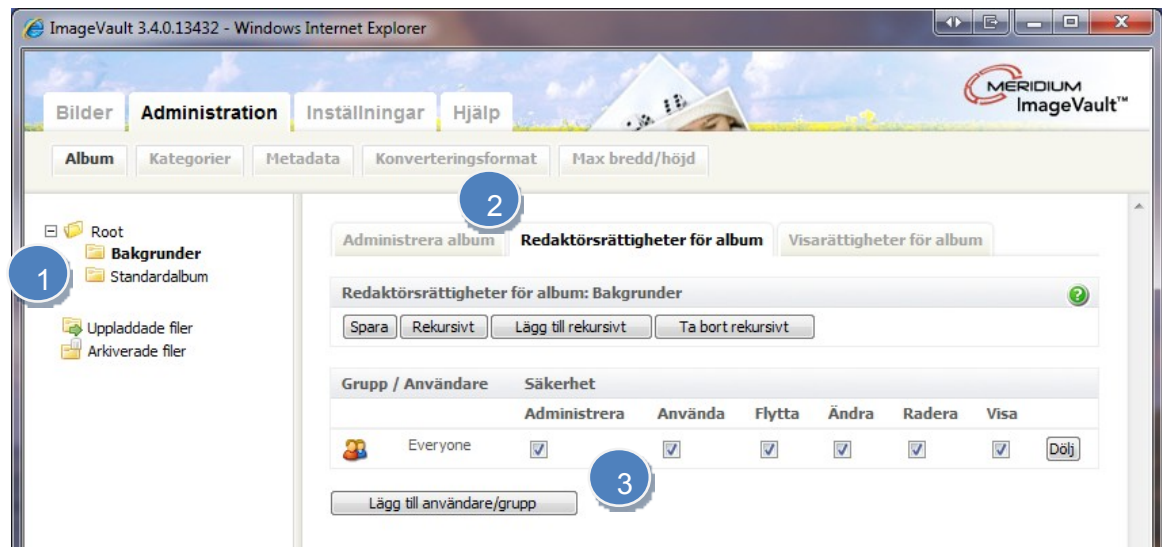 ImageVault 3.4.0.13432 - Windows Internet Explorer
MERIDIUM
ImageVault™
Bilder Administration Inställningar Hjälp
Album Kategorier Metadata Konverteringsformat Max bredd/höjd
2
Root
Bakgrunder
1
Standardalbum
Uppladdade filer
Arkiverade filer
Administrera album Redaktörsrättigheter för album Visarättigheter för album
Redaktörsrättigheter för album: Bakgrunder
Spara Rekursivt Lägg till rekursivt Ta bort rekursivt
Grupp / Användare Säkerhet
Administrera Använda Flytta Ändra Radera Visa
Everyone Dölj
3
Lägg till användare/grupp